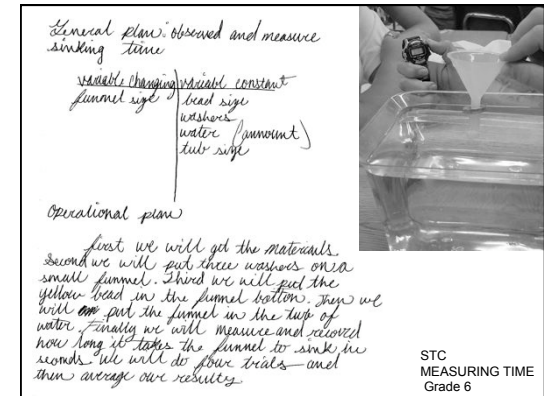 General plan: observed and measure
sinking time
variable changing variable constant
funnel size bead size
washers
water (amount)
tub size
Operational plan
first we will get the materials.
Second we will put three washers on a
small funnel. Third we will put the
yellow bead in the funnel bottom. Then we
will put the funnel in the tub of
water. Finally we will measure and record
how long it takes the funnel to sink in
seconds. We will do four trials and
then average our results
STC
MEASURING TIME
Grade 6